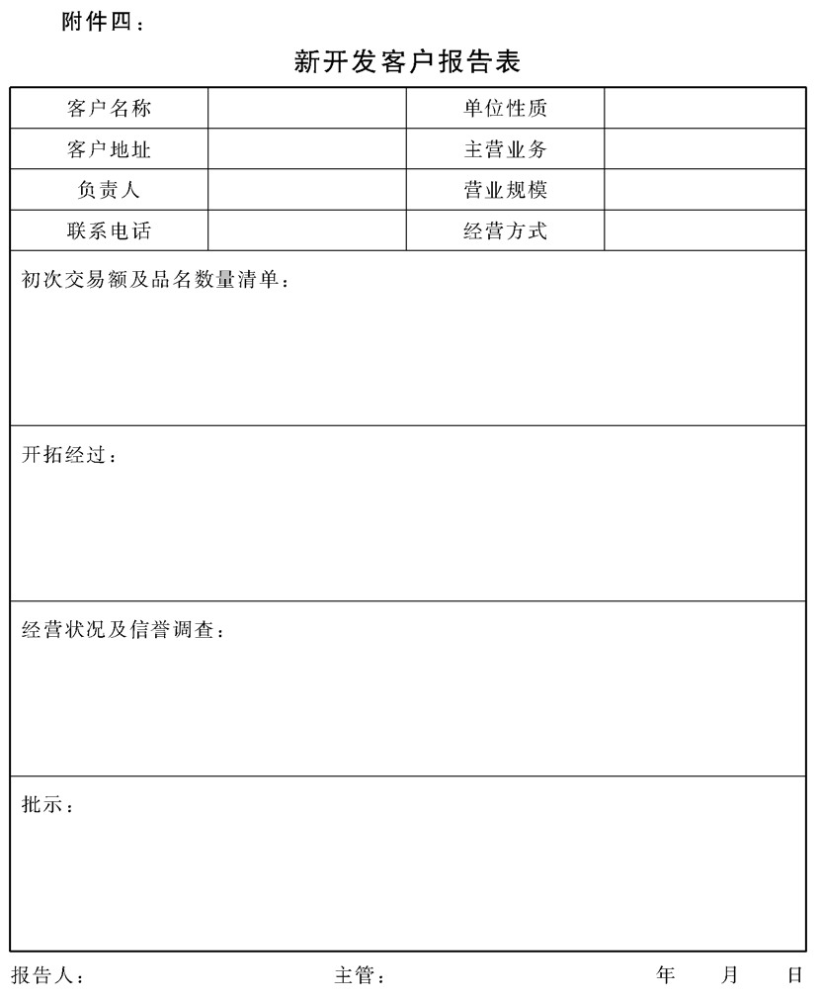 附件四：
新开发客户报告表
客户名称 单位性质
客户地址 主营业务
负责人 营业规模
联系电话 经营方式
初次交易额及品名数量清单：
开拓经过：
经营状况及信誉调查：
批示：
报告人： 主管： 年 月 日